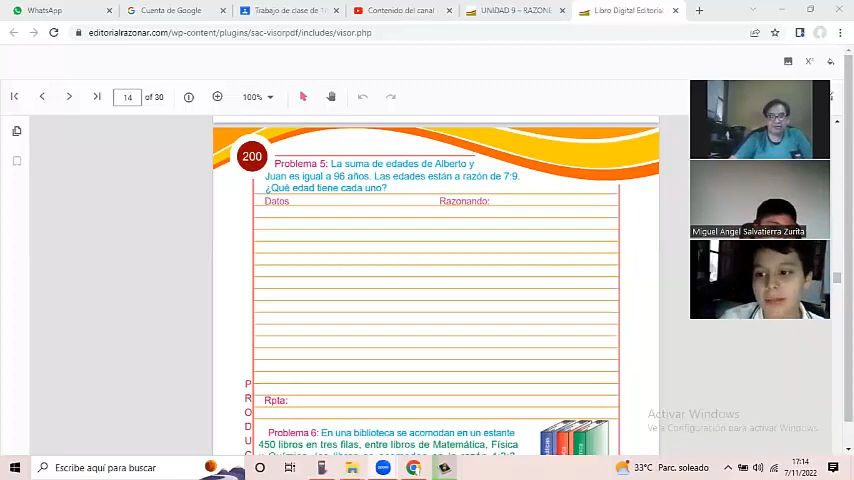 WhatsApp
Cuenta de Google
Trabajo de clase de T
Contenido del canal
UNIDAD 9 – RAZONE
Libro Digital Editorial
editorialrazonar.com/wp-content/plugins/sac-visorpdf/includes/visor.php
14 of 30
100%
200
Problema 5: La suma de edades de Alberto y
Juan es igual a 96 años. Las edades están a razón de 7:9.
¿Qué edad tiene cada uno?
Datos
Razonando:
Miguel Angel Salvatierra Zurita
P
R
O
D
U
Rpta:
Problema 6: En una biblioteca se acomodan en un estante
450 libros en tres filas, entre libros de Matemática, Física
Activar Windows
Ve a Configuración para activar Windows.
Escribe aquí para buscar
33°C Parc. soleado
17:14
7/11/2022